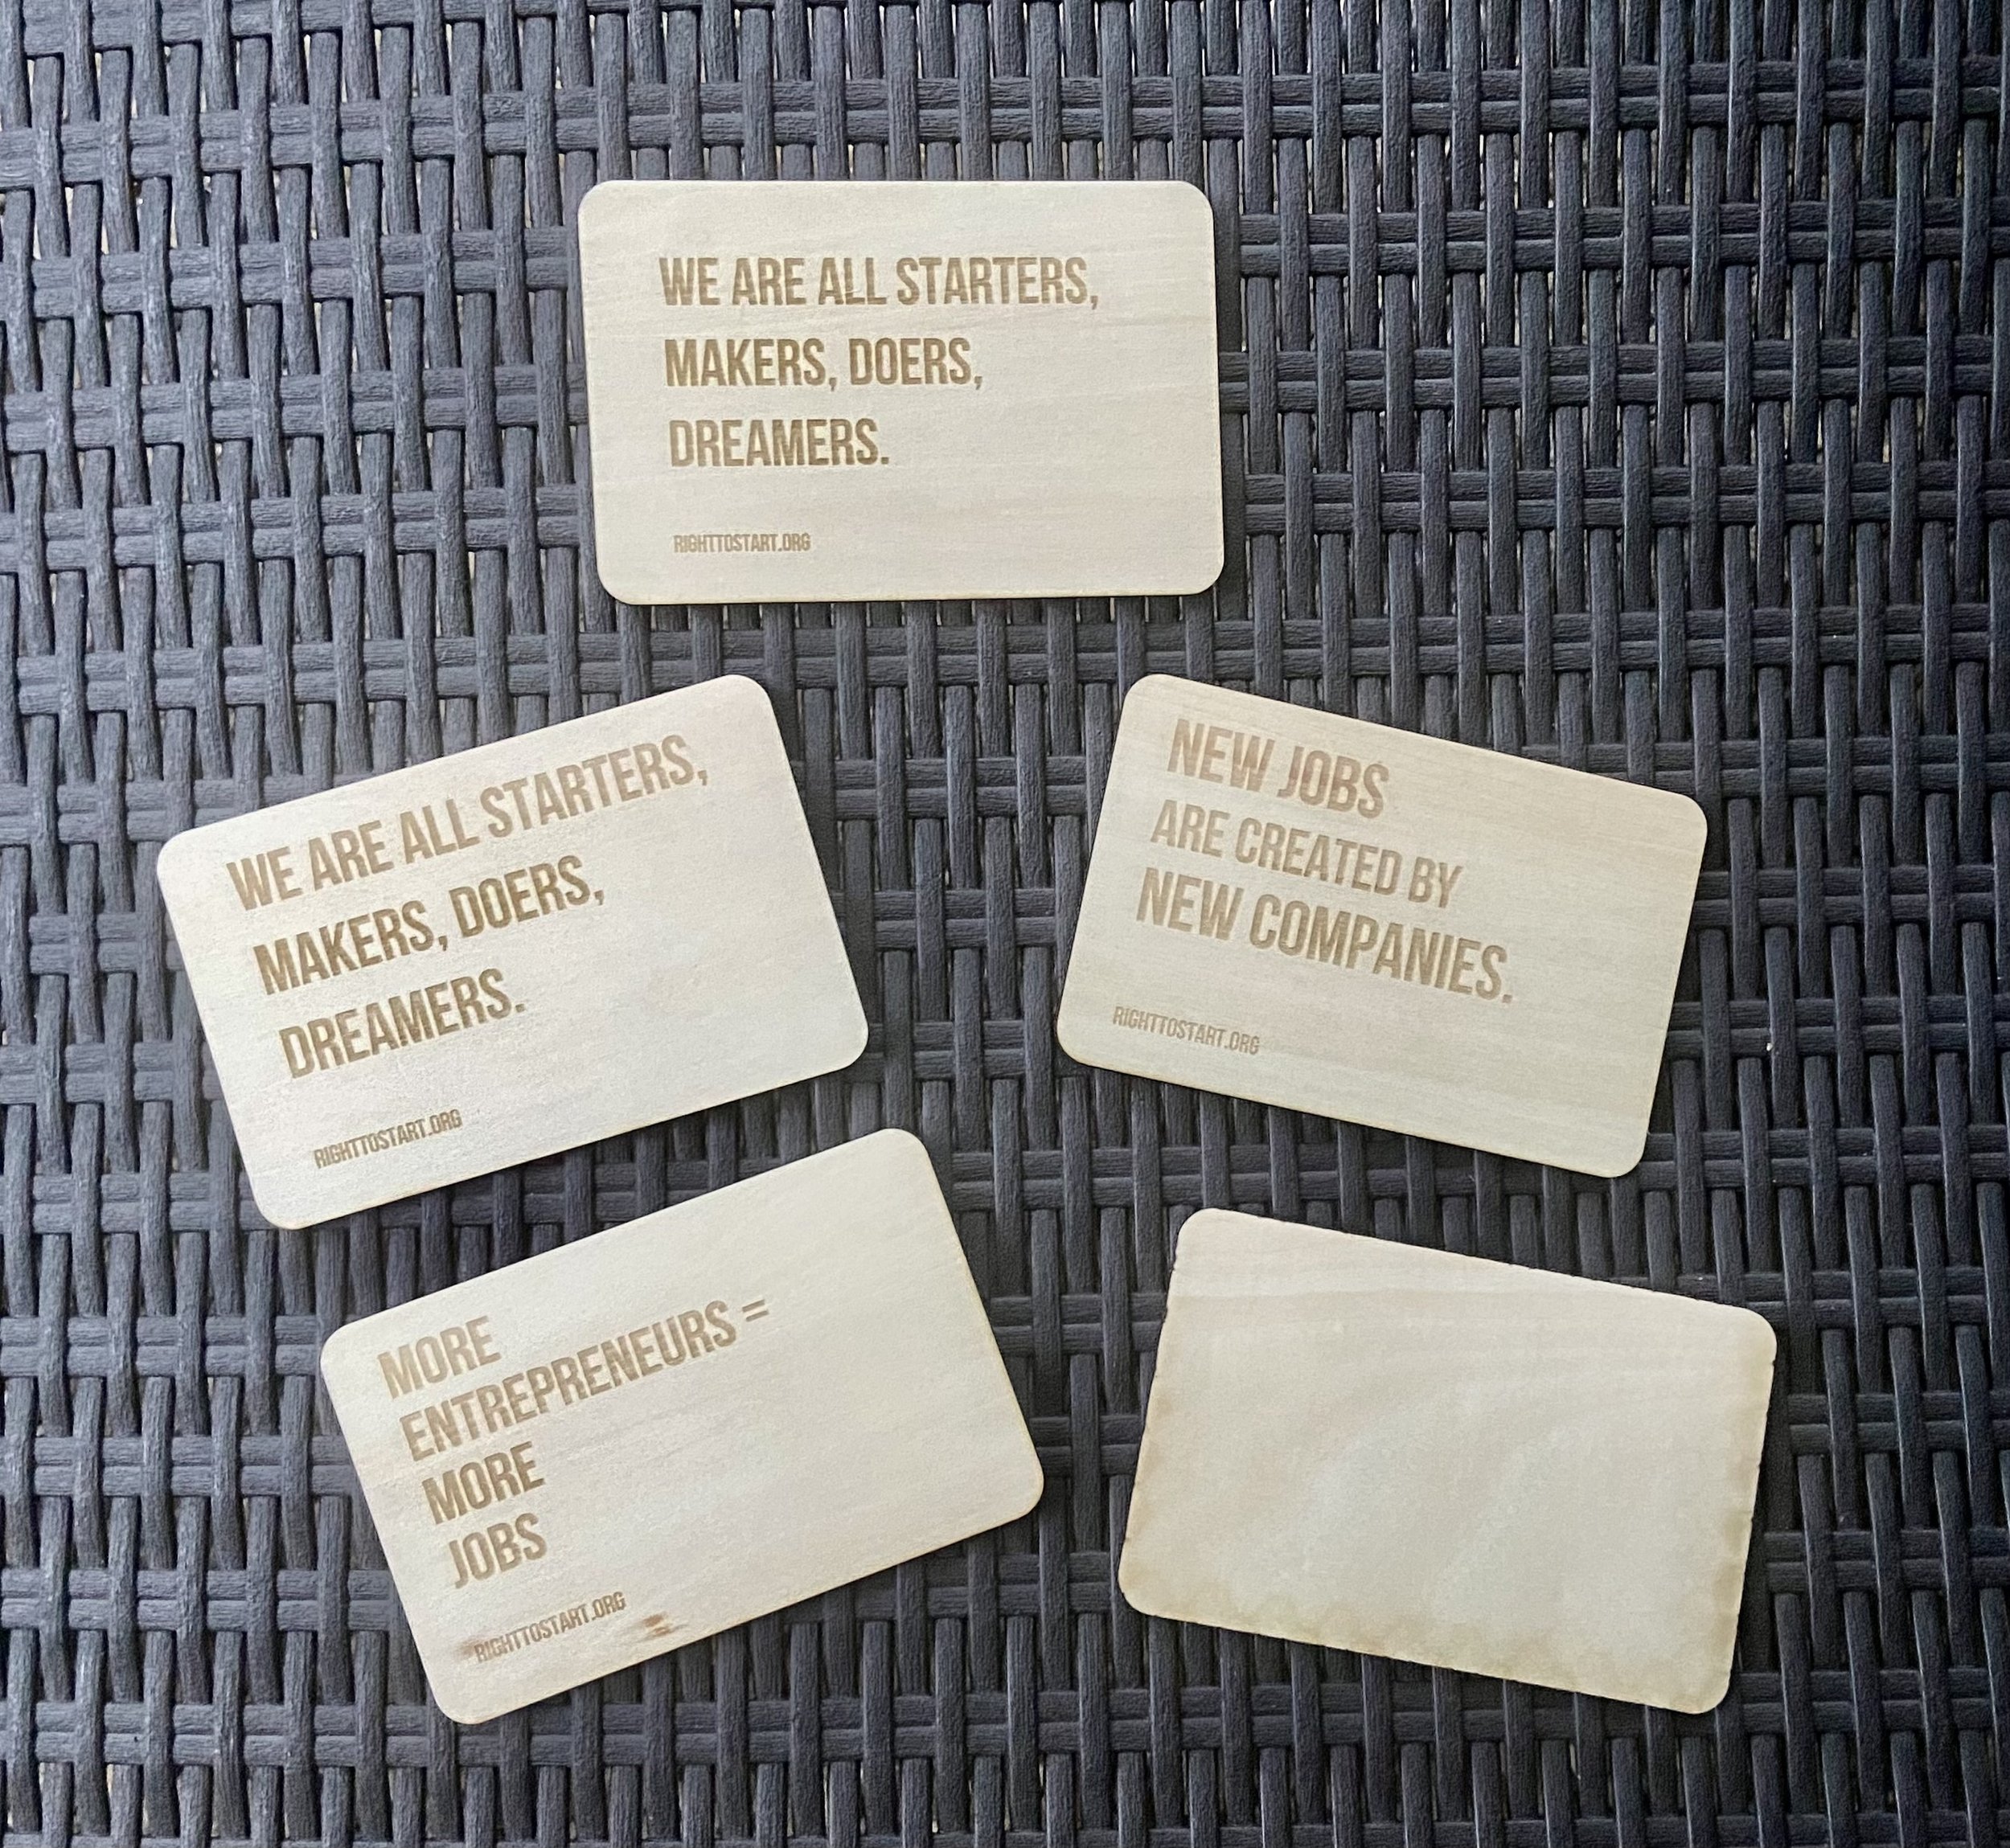 WE ARE ALL STARTERS,
MAKERS, DOERS,
DREAMERS.
RIGHTTOSTART.ORG
WE ARE ALL STARTERS,
MAKERS, DOERS,
DREAMERS.
RIGHTTOSTART.ORG
NEW JOBS
ARE CREATED BY
NEW COMPANIES.
RIGHTTOSTART.ORG
MORE
ENTREPRENEURS =
MORE
JOBS
RIGHTTOSTART.ORG